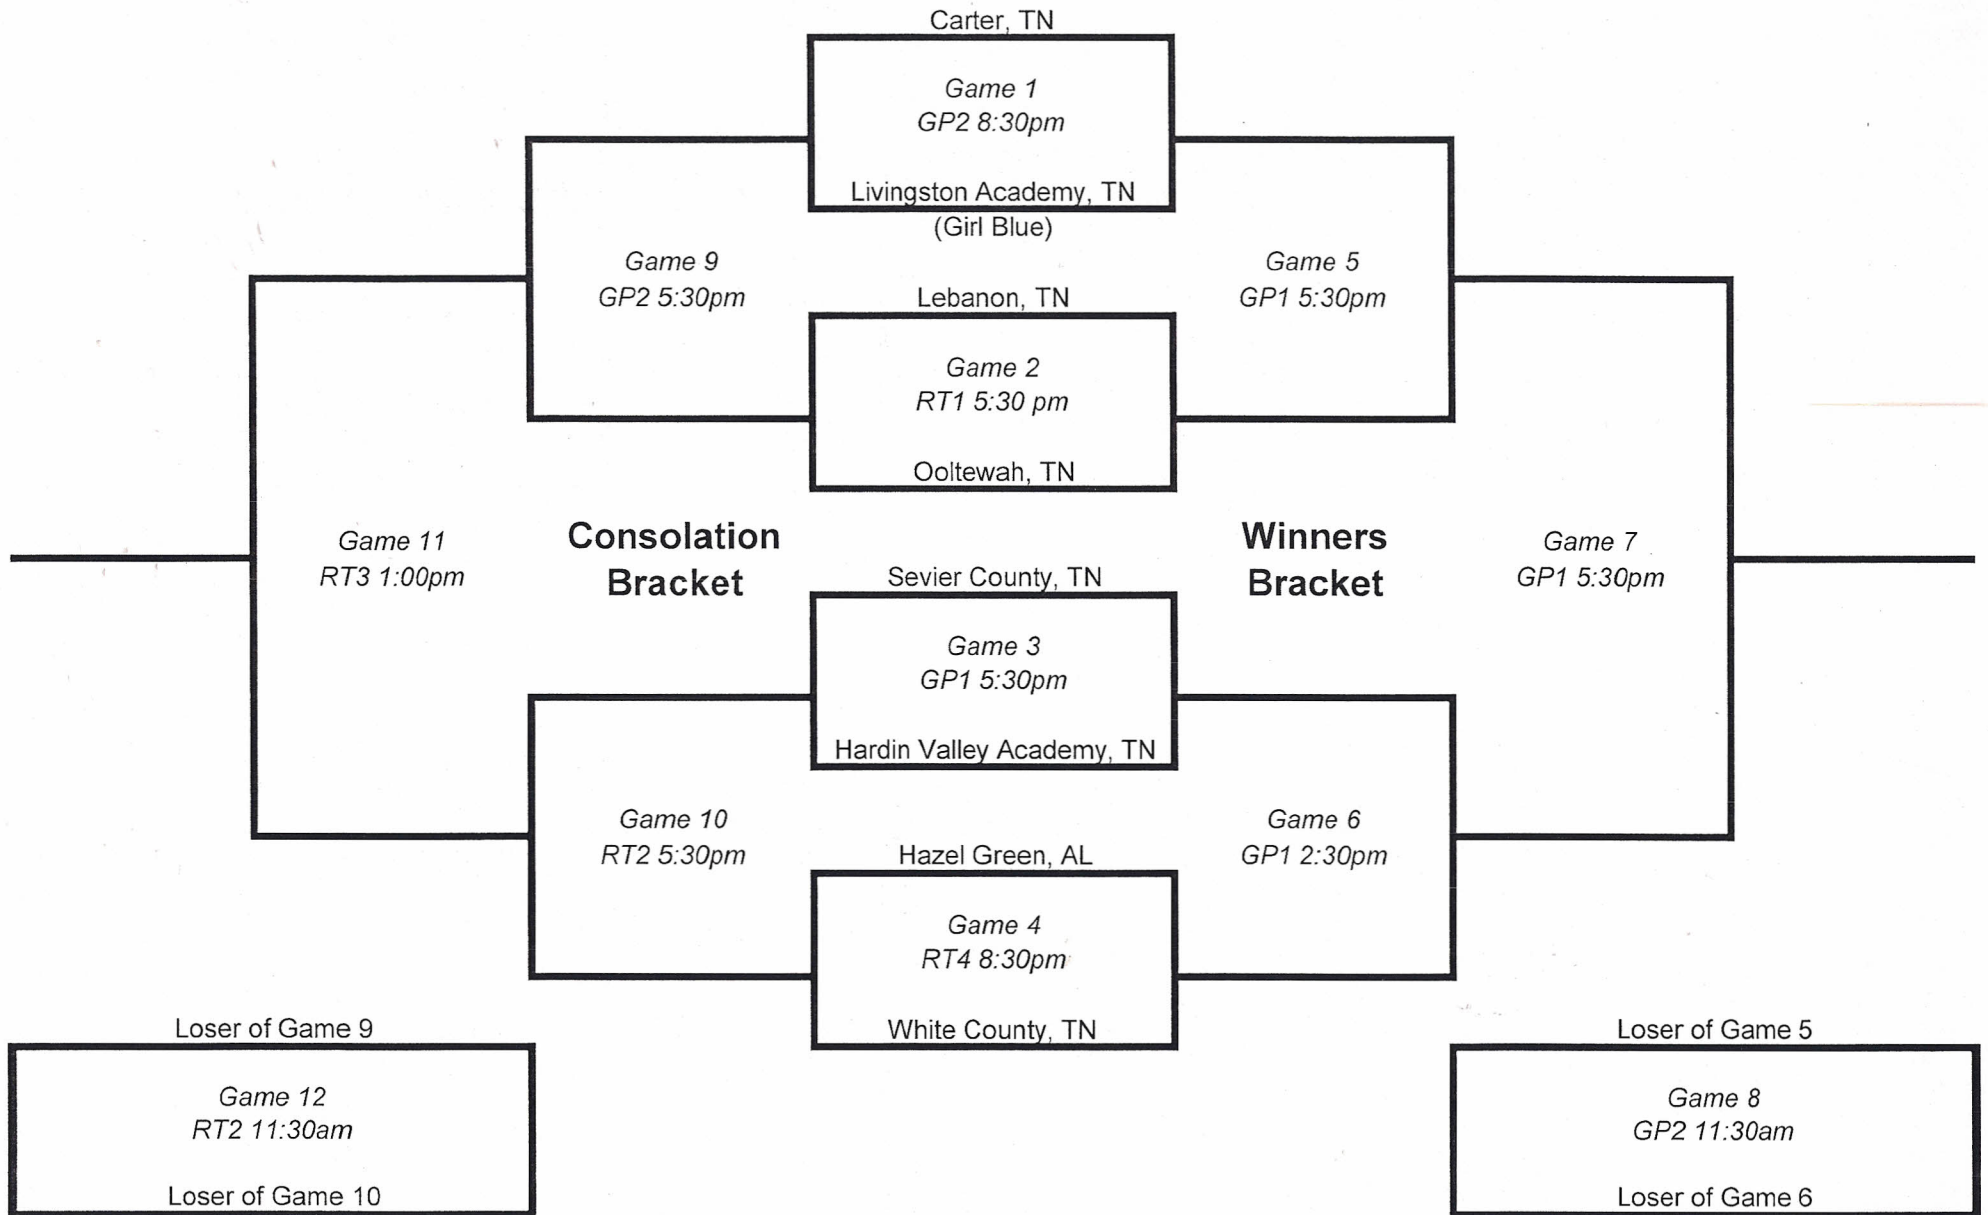 Carter, TN
Game 1
GP2 8:30pm
Livingston Academy, TN
(Girl Blue)
Game 9
GP2 5:30pm
Game 5
GP1 5:30pm
Lebanon, TN
Game 2
RT1 5:30 pm
Ooltewah, TN
Game 11
RT3 1:00pm
Consolation
Bracket
Winners
Bracket
Game 7
GP1 5:30pm
Sevier County, TN
Game 3
GP1 5:30pm
Hardin Valley Academy, TN
Game 10
RT2 5:30pm
Game 6
GP1 2:30pm
Hazel Green, AL
Game 4
RT4 8:30pm
White County, TN
Loser of Game 9
Game 12
RT2 11:30am
Loser of Game 10
Loser of Game 5
Game 8
GP2 11:30am
Loser of Game 6